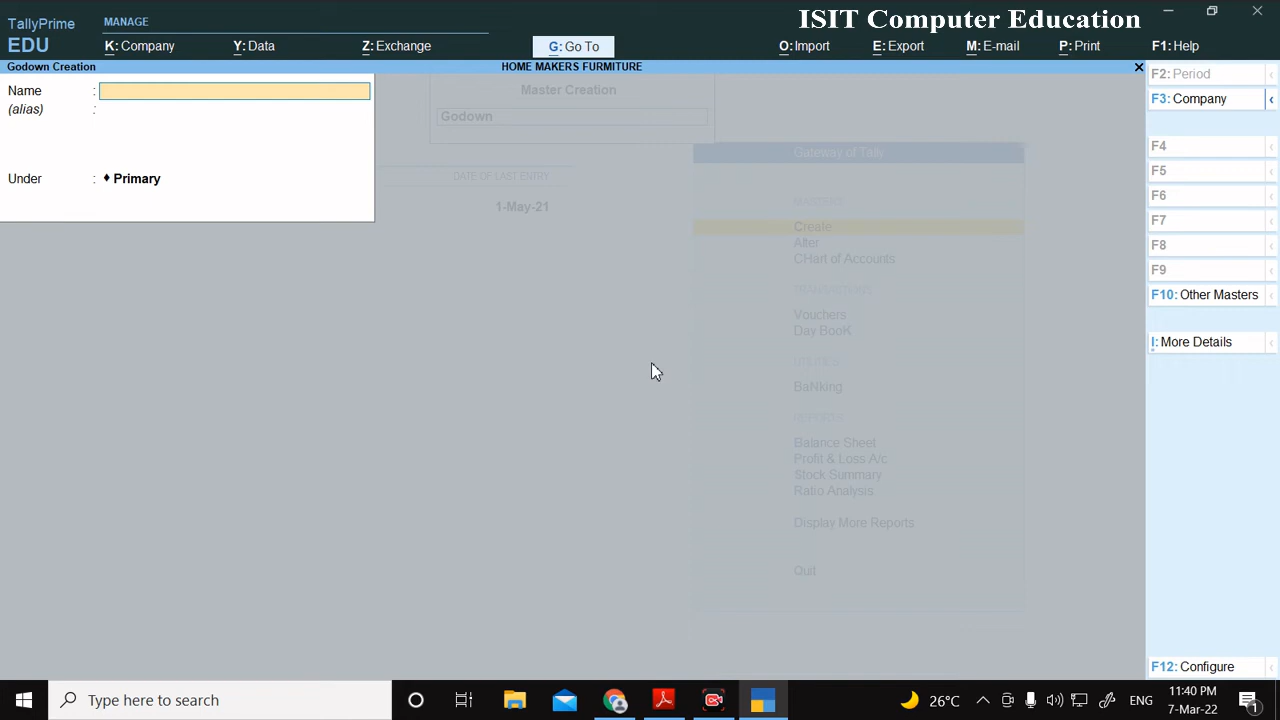 TallyPrime
EDU
MANAGE
ISIT Computer Education
K: Company
Y: Data
Z: Exchange
G: Go To
O: Import
E: Export
M: E-mail
P: Print
F1: Help
Godown Creation
HOME MAKERS FURMITURE
Name :
(alias) :
Under : ♦ Primary
Master Creation
Godown
DATE OF LAST ENTRY
1-May-21
Gateway of Tally
MASTERS
Create
Alter
CHart of Accounts
TRANSACTIONS
Vouchers
Day BooK
UTILITIES
BaNking
REPORTS
Balance Sheet
Profit & Loss A/c
Stock Summary
Ratio Analysis
Display More Reports
Quit
F2: Period
F3: Company
F4
F5
F6
F7
F8
F9
F10: Other Masters
I: More Details
F12: Configure
Type here to search
26°C
ENG
11:40 PM
7-Mar-22
1